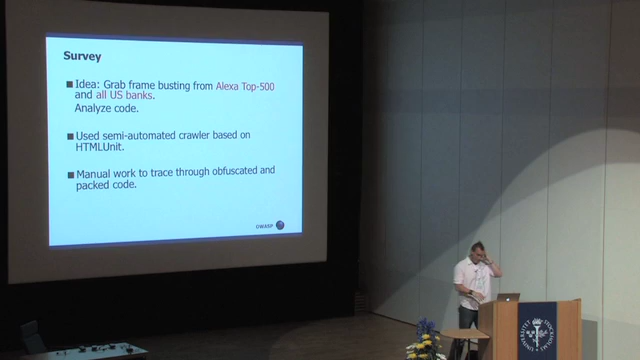 Survey
Idea: Grab frame busting from Alexa Top-500
and all US banks.
Analyze code.
Used semi-automated crawler based on
HTMLUnit.
Manual work to trace through obfuscated and
packed code.
OWASP